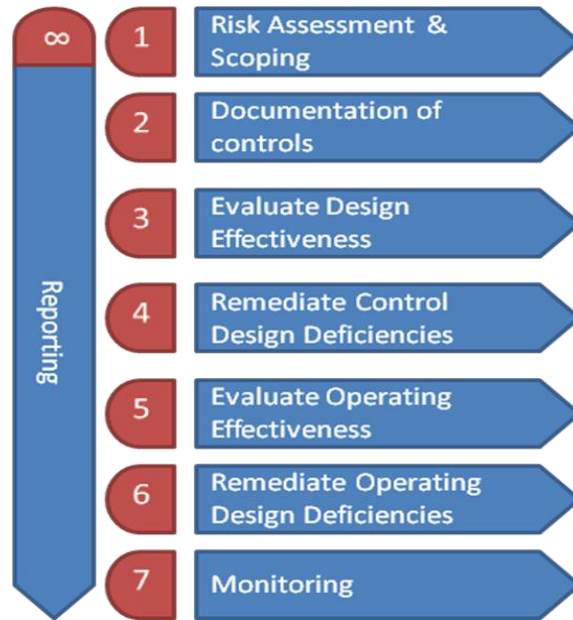 ∞
Reporting
1
Risk Assessment &
Scoping
2
Documentation of
controls
3
Evaluate Design
Effectiveness
4
Remediate Control
Design Deficiencies
5
Evaluate Operating
Effectiveness
6
Remediate Operating
Design Deficiencies
7
Monitoring